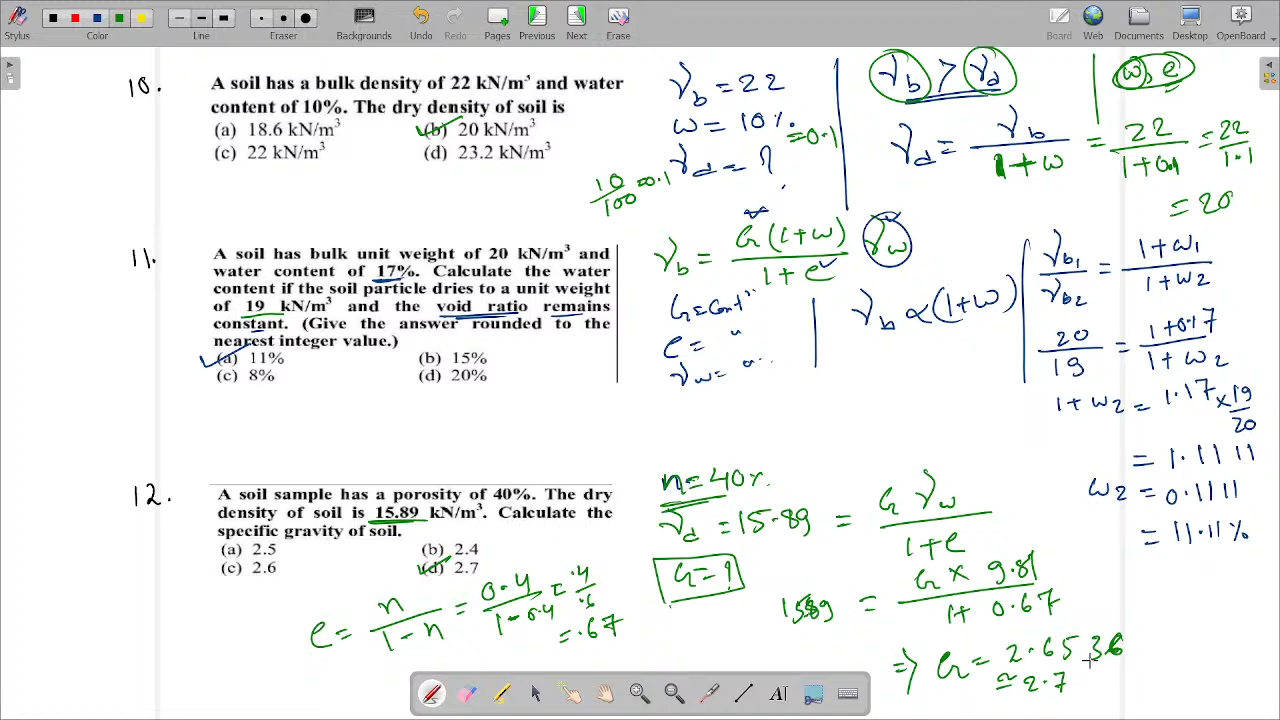 Stylus
Color
Line
Backgrounds
Undo
Redo
Pages
Previous
Next
Erase
Board
Web
Documents
Desktop
OpenBoard
10.
A soil has a bulk density of 22 kN/m³ and water
content of 10%. The dry density of soil is
(a) 18.6 kN/m³ (b) 20 kN/m³
(c) 22 kN/m³ (d) 23.2 kN/m³
γb = 22
ω = 10%
= 0.1
γd = ?
10/100 = 0.1
γb > γd
ω, e
γd = γb/(1+ω) = 22/(1+0.1) = 22/1.1
= 20
11.
A soil has bulk unit weight of 20 kN/m³ and
water content of 17%. Calculate the water
content if the soil particle dries to a unit weight
of 19 kN/m³ and the void ratio remains
constant. (Give the answer rounded to the
nearest integer value.)
(a) 11% (b) 15%
(c) 8% (d) 20%
γb = G(1+ω)/(1+e) γω
G = const
e = "
γω =
γb ∝ (1+ω)
γb1/γb2 = (1+ω1)/(1+ω2)
20/19 = (1+0.17)/(1+ω2)
1+ω2 = 1.17 × 19/20
= 1.1111
ω2 = 0.1111
= 11.11%
12.
A soil sample has a porosity of 40%. The dry
density of soil is 15.89 kN/m³. Calculate the
specific gravity of soil.
(a) 2.5 (b) 2.4
(c) 2.6 (d) 2.7
n = 40%
γd = 15.89 = G γω/(1+e)
G = ?
e = n/(1-n) = 0.4/(1-0.4) = .4/.6
= .67
15.89 = G × 9.81/(1+0.67)
⇒ G = 2.6536
≃ 2.7